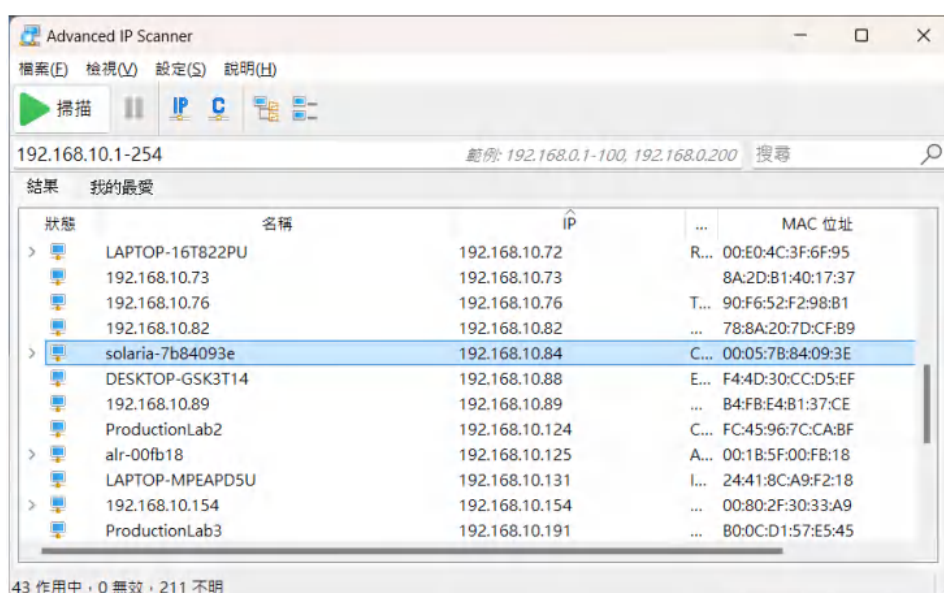 Advanced IP Scanner
檔案(F) 檢視(V) 設定(S) 說明(H)
掃描 IP C
192.168.10.1-254 範例: 192.168.0.1-100, 192.168.0.200 搜尋
結果 我的最愛
狀態 名稱 IP ... MAC 位址
LAPTOP-16T822PU 192.168.10.72 R... 00:E0:4C:3F:6F:95
192.168.10.73 192.168.10.73 8A:2D:B1:40:17:37
192.168.10.76 192.168.10.76 T... 90:F6:52:F2:98:B1
192.168.10.82 192.168.10.82 ... 78:8A:20:7D:CF:B9
solaria-7b84093e 192.168.10.84 C... 00:05:7B:84:09:3E
DESKTOP-GSK3T14 192.168.10.88 E... F4:4D:30:CC:D5:EF
192.168.10.89 192.168.10.89 ... B4:FB:E4:B1:37:CE
ProductionLab2 192.168.10.124 C... FC:45:96:7C:CA:BF
alr-00fb18 192.168.10.125 A... 00:1B:5F:00:FB:18
LAPTOP-MPEAPD5U 192.168.10.131 I... 24:41:8C:A9:F2:18
192.168.10.154 192.168.10.154 ... 00:80:2F:30:33:A9
ProductionLab3 192.168.10.191 ... B0:0C:D1:57:E5:45
43 作用中，0 無效，211 不明